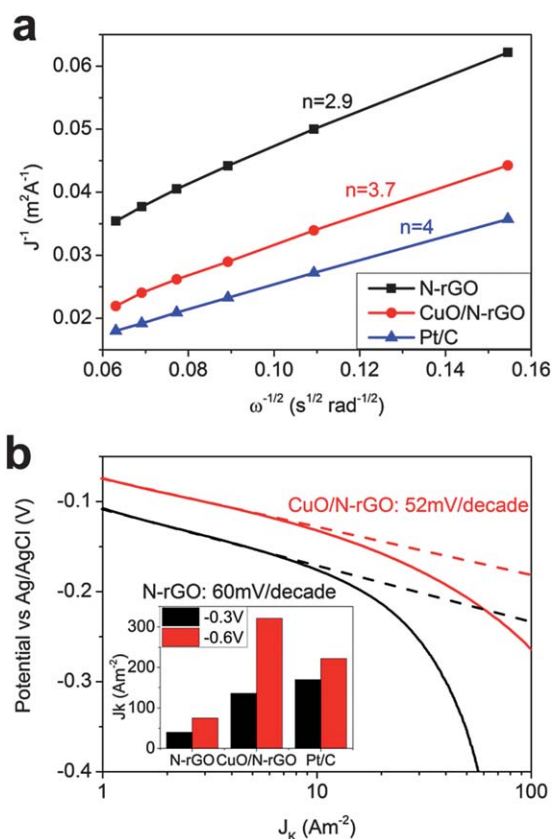 a
0.06
0.05
0.04
0.03
0.02
J⁻¹ (m²A⁻¹)
n=2.9
n=3.7
n=4
N-rGO
CuO/N-rGO
Pt/C
0.06 0.08 0.10 0.12 0.14 0.16
ω⁻¹/² (s¹/² rad⁻¹/²)
b
-0.1
-0.2
-0.3
-0.4
Potential vs Ag/AgCl (V)
CuO/N-rGO: 52mV/decade
N-rGO: 60mV/decade
-0.3V
-0.6V
300
150
0
Jk (Am⁻²)
N-rGO CuO/N-rGO Pt/C
1 10 100
J_K (Am⁻²)